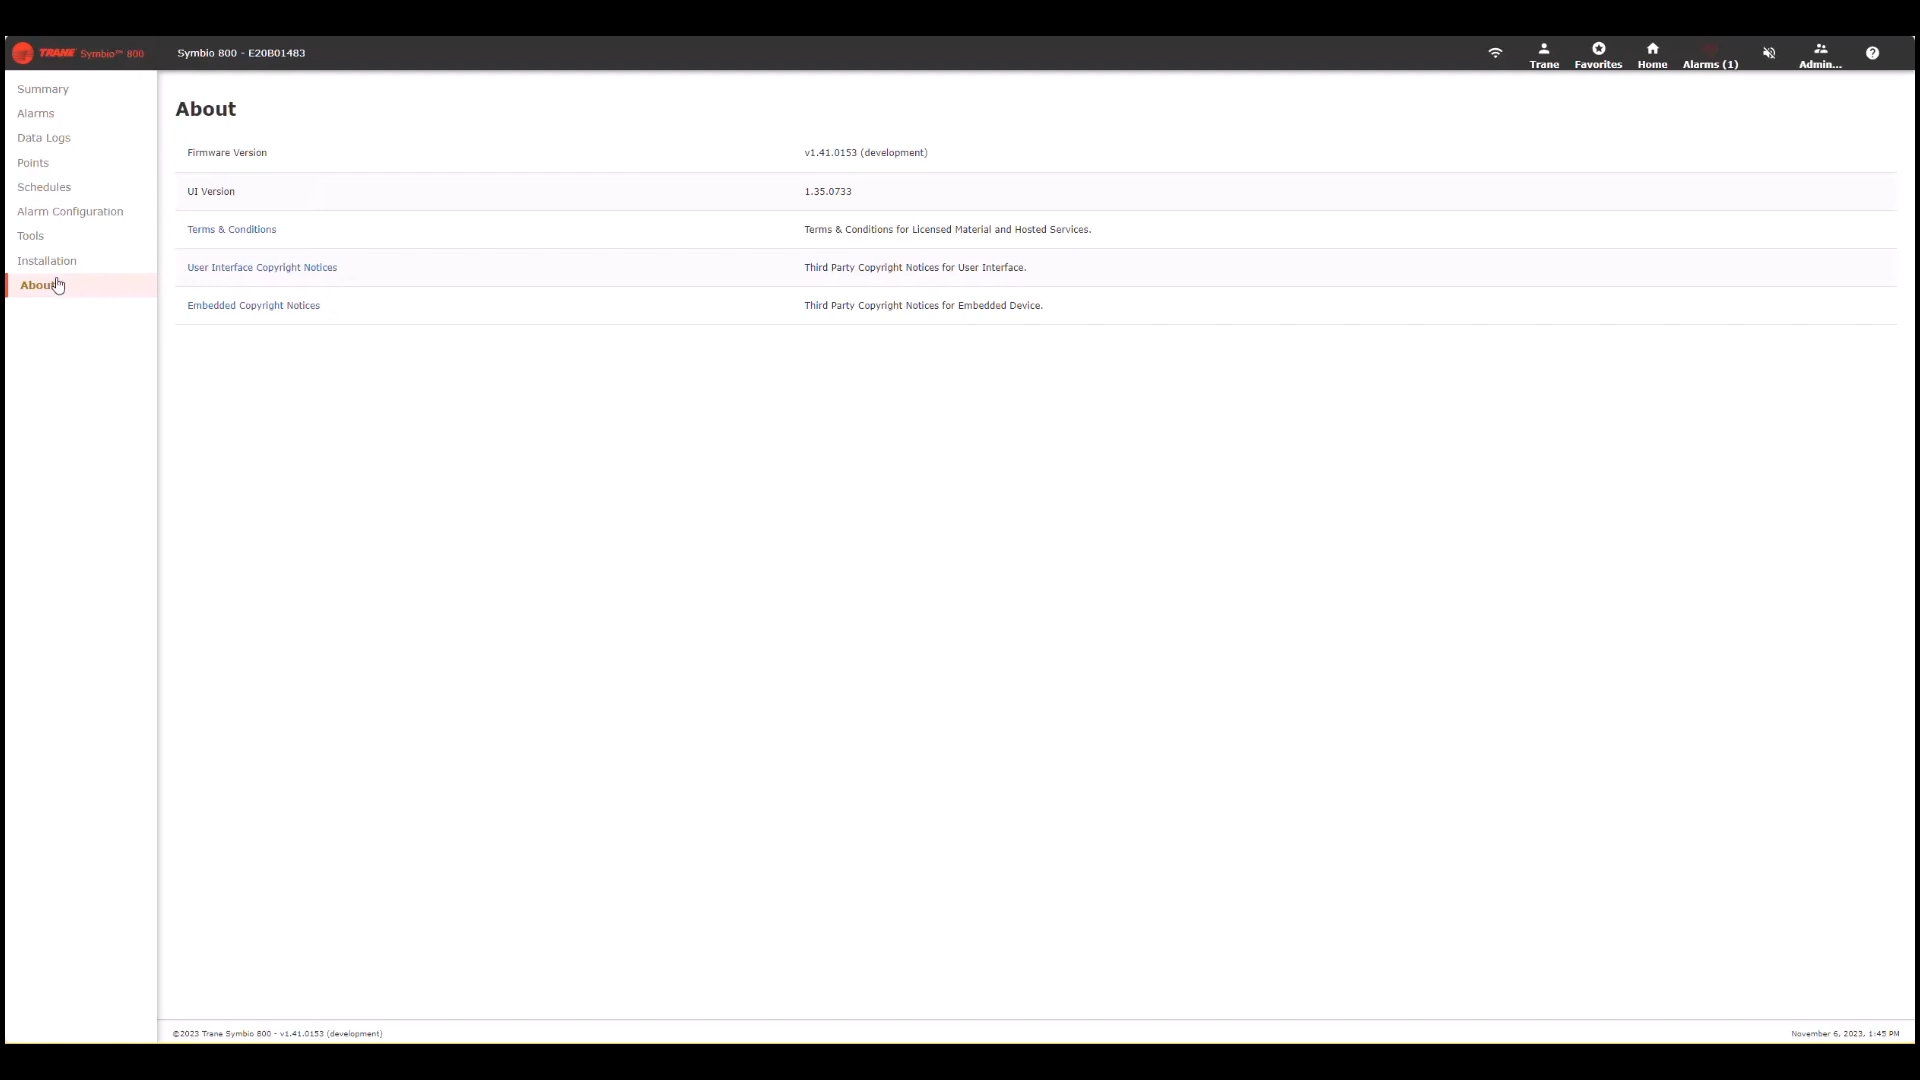 TRANE Symbio™ 800
Symbio 800 - E20B01483
Trane
Favorites
Home
Alarms (1)
Admin...
Summary
Alarms
Data Logs
Points
Schedules
Alarm Configuration
Tools
Installation
About
About
Firmware Version v1.41.0153 (development)
UI Version 1.35.0733
Terms & Conditions Terms & Conditions for Licensed Material and Hosted Services.
User Interface Copyright Notices Third Party Copyright Notices for User Interface.
Embedded Copyright Notices Third Party Copyright Notices for Embedded Device.
©2023 Trane Symbio 800 - v1.41.0153 (development)
November 6, 2023, 1:45 PM